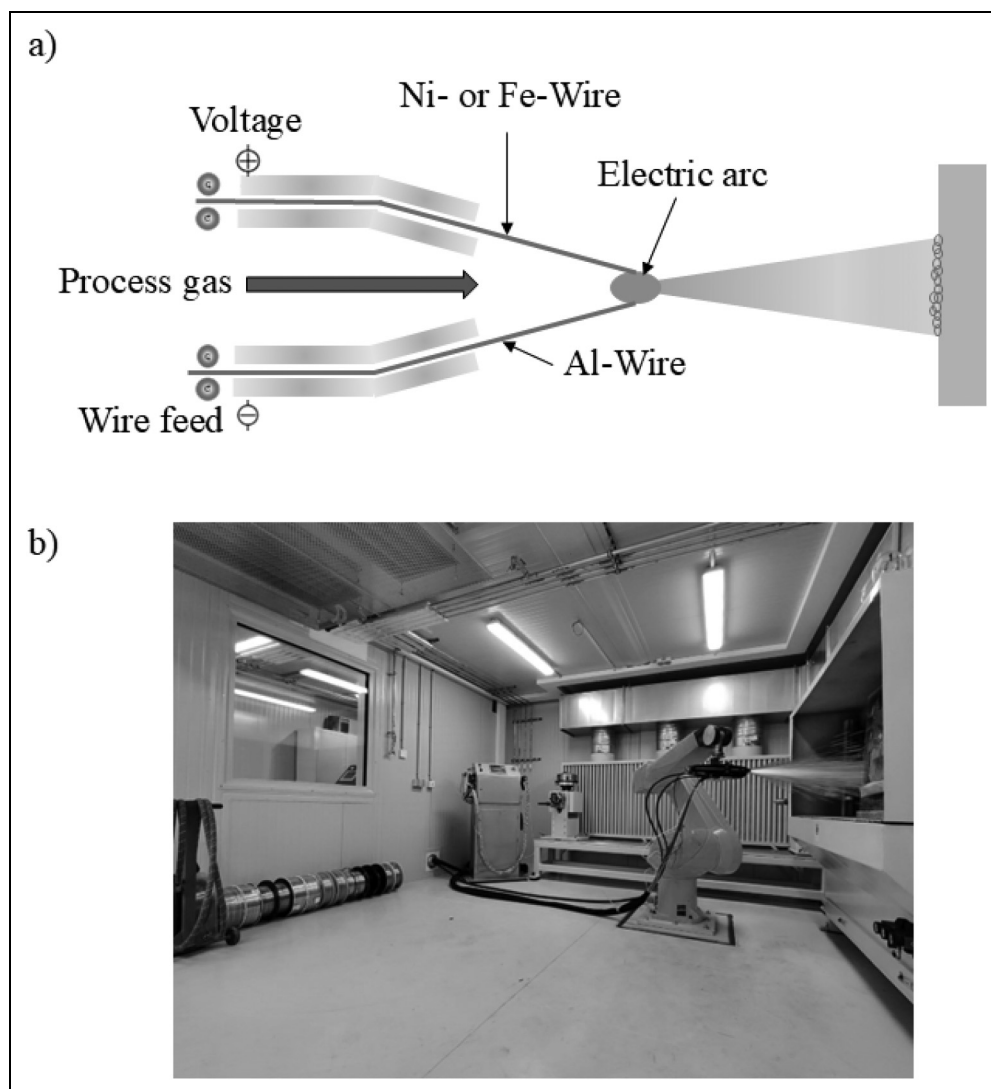 a)
Ni- or Fe-Wire
Voltage
Electric arc
Process gas
Al-Wire
Wire feed
b)